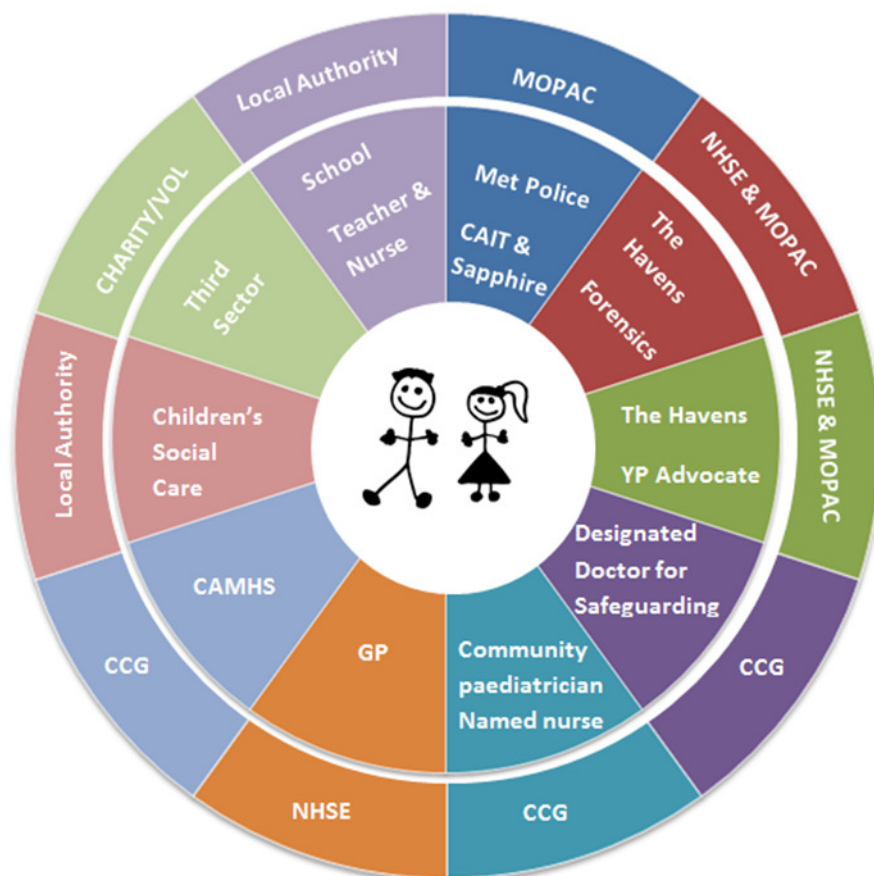 MOPAC
Met Police
CAIT &
Sapphire
NHSE & MOPAC
The
Havens
Forensics
NHSE & MOPAC
The Havens
YP Advocate
CCG
Designated
Doctor for
Safeguarding
CCG
Community
paediatrician
Named nurse
NHSE
GP
CCG
CAMHS
Local Authority
Children's
Social
Care
CHARITY/VOL
Third
Sector
Local Authority
School
Teacher &
Nurse